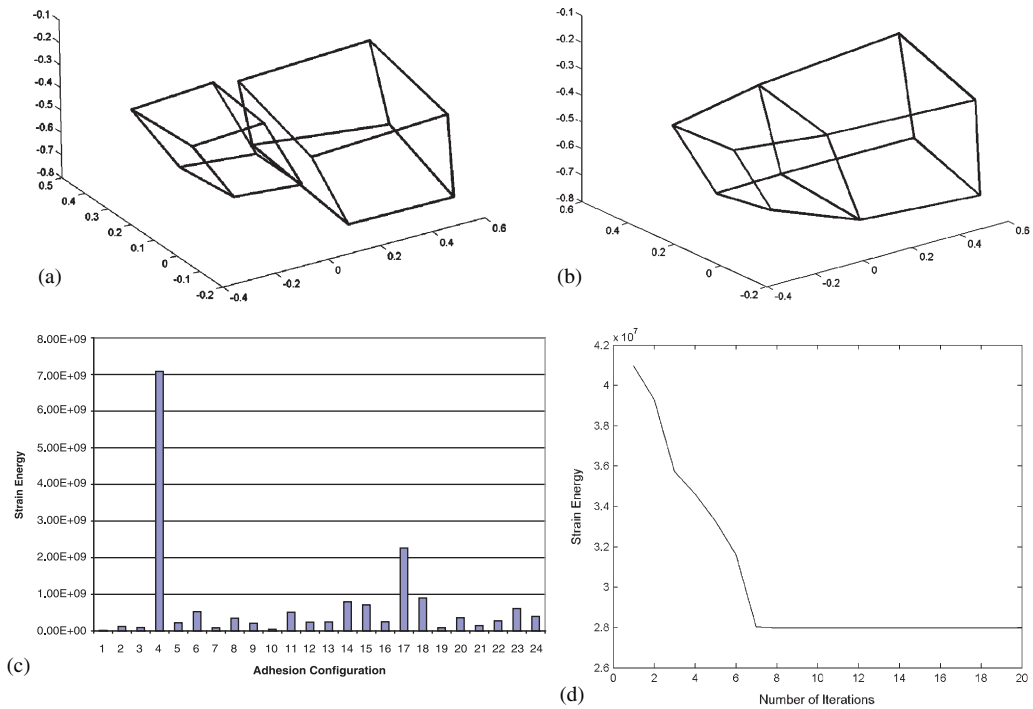 -0.1
-0.2
-0.3
-0.4
-0.5
-0.6
-0.7
-0.8
0.5
0.4
0.3
0.2
0.1
0
-0.1
-0.2
-0.4
-0.2
0
0.2
0.4
0.6
(a)
-0.1
-0.2
-0.3
-0.4
-0.5
-0.6
-0.7
-0.8
0.6
0.4
0.2
0
-0.2
-0.4
-0.2
0
0.2
0.4
0.6
(b)
8.00E+09
7.00E+09
6.00E+09
5.00E+09
4.00E+09
3.00E+09
2.00E+09
1.00E+09
0.00E+00
Strain Energy
1 2 3 4 5 6 7 8 9 10 11 12 13 14 15 16 17 18 19 20 21 22 23 24
Adhesion Configuration
(c)
x 10^7
4.2
4
3.8
3.6
3.4
3.2
3
2.8
2.6
Strain Energy
0 2 4 6 8 10 12 14 16 18 20
Number of Iterations
(d)